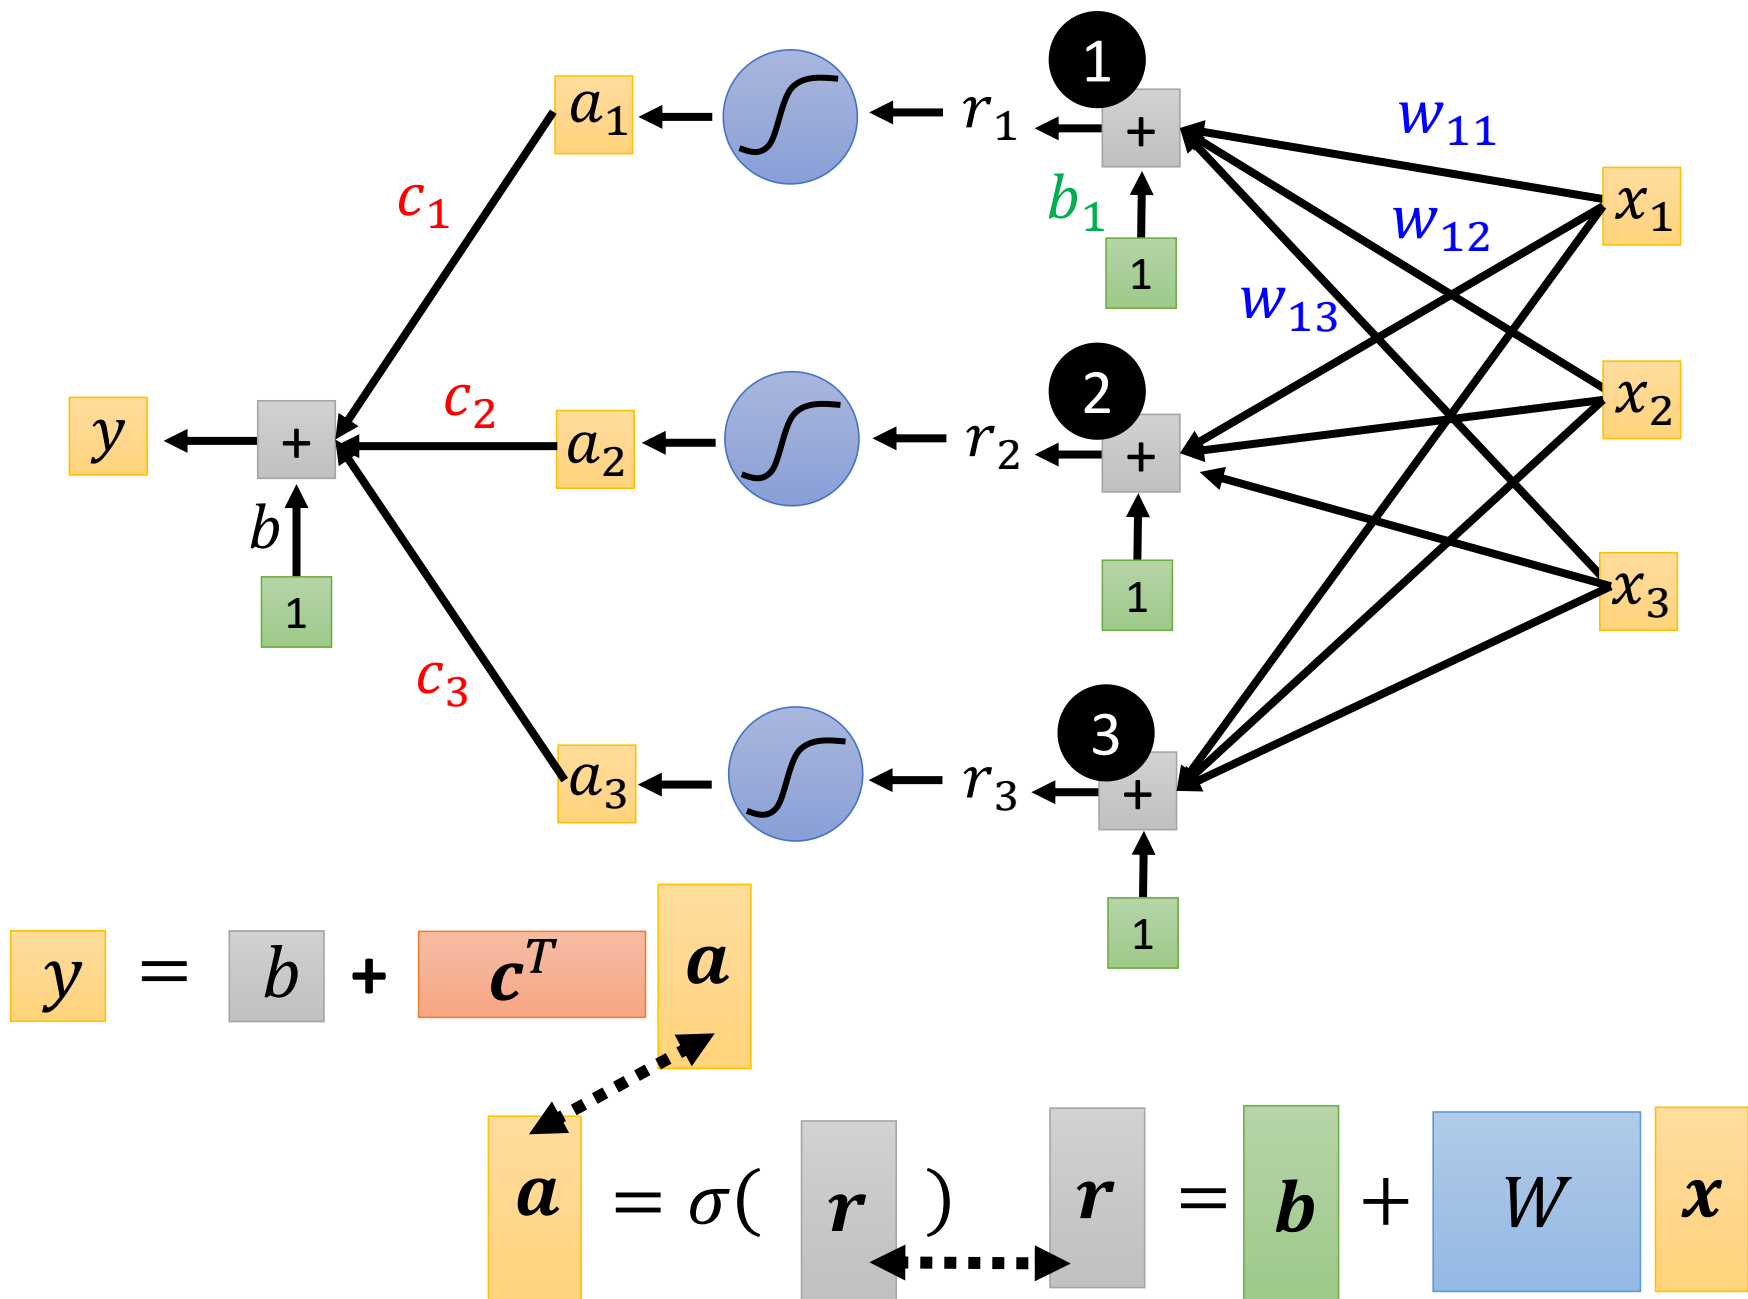 1
a₁ r₁ + w₁₁
c₁ b₁ w₁₂ x₁
1
w₁₃
2
y + c₂ a₂ r₂ + x₂
b
1 1 x₃
c₃
3
a₃ r₃ +
1
y = b + cᵀ a
a = σ( r ) r = b + W x